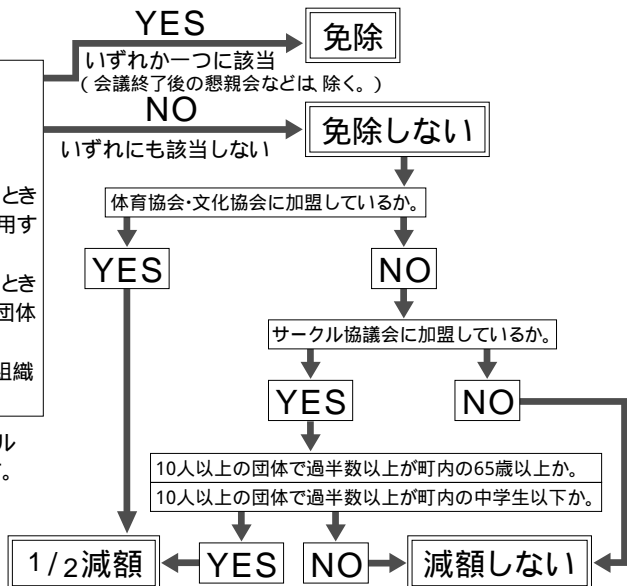 YES
免除
いずれか一つに該当
(会議終了後の懇親会などは、除く。)
NO
免除しない
いずれにも該当しない
とき
用す
とき
団体
組織
ル
。
体育協会・文化協会に加盟しているか。
YES
NO
サークル協議会に加盟しているか。
YES
NO
10人以上の団体で過半数以上が町内の65歳以上か。
10人以上の団体で過半数以上が町内の中学生以下か。
1/2減額
YES
NO
減額しない